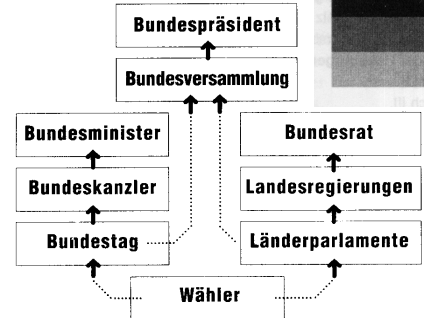 Bundespräsident
Bundesversammlung
Bundesminister
Bundesrat
Bundeskanzler
Landesregierungen
Bundestag
Länderparlamente
Wähler